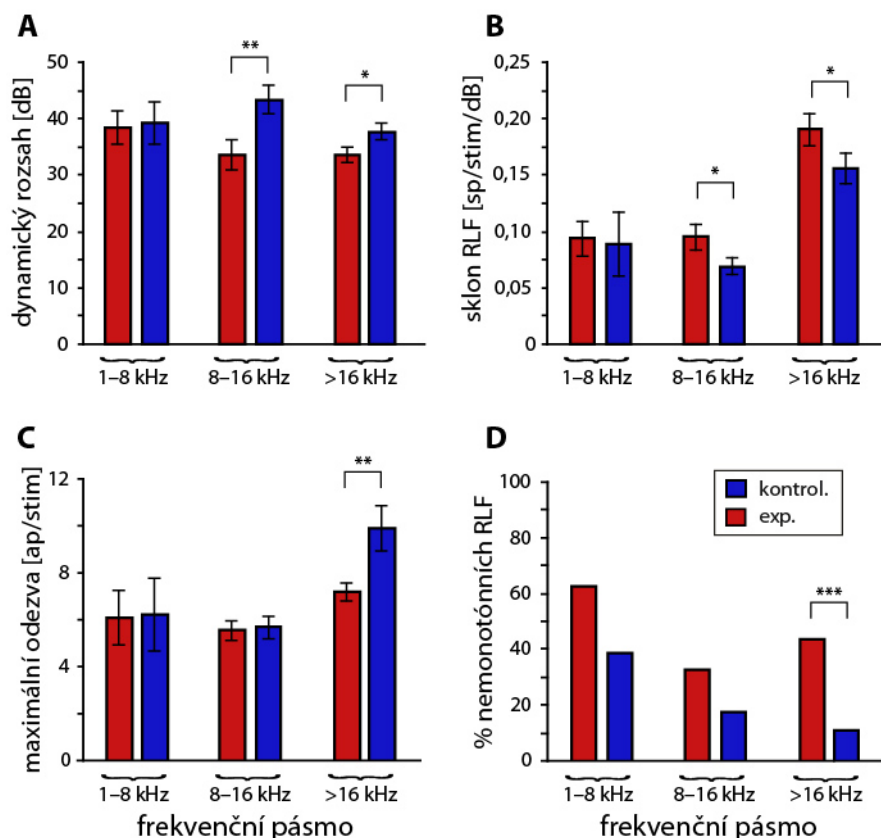 A
dynamický rozsah [dB]
50
40
30
20
10
0
**
*
1–8 kHz
8–16 kHz
>16 kHz
B
sklon RLF [sp/stim/dB]
0,25
0,20
0,15
0,10
0,05
0
*
*
1–8 kHz
8–16 kHz
>16 kHz
C
maximální odezva [ap/stim]
12
8
4
0
**
1–8 kHz
8–16 kHz
>16 kHz
frekvenční pásmo
D
% nemonotónních RLF
100
80
60
40
20
0
kontrol.
exp.
***
1–8 kHz
8–16 kHz
>16 kHz
frekvenční pásmo